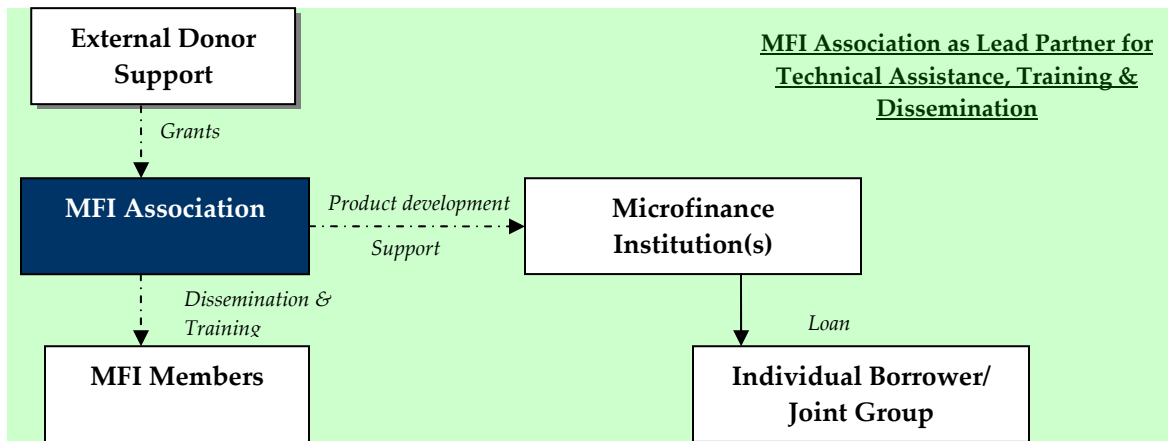 External Donor
Support
MFI Association as Lead Partner for
Technical Assistance, Training &
Dissemination
Grants
MFI Association
Product development
Support
Microfinance
Institution(s)
Dissemination &
Training
Loan
MFI Members
Individual Borrower/
Joint Group